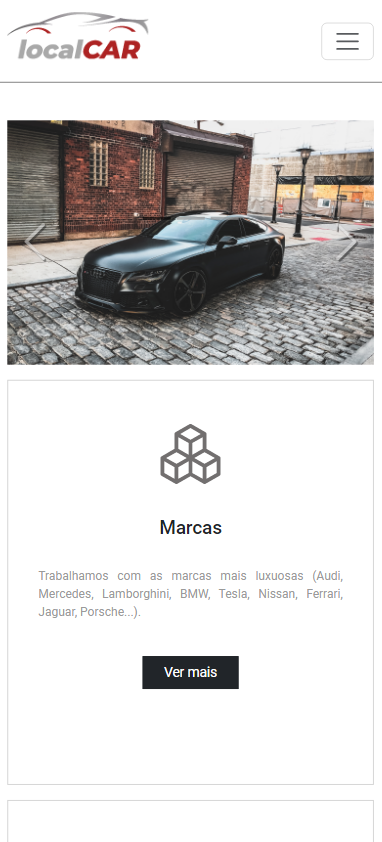 localCAR
Marcas
Trabalhamos com as marcas mais luxuosas (Audi,
Mercedes, Lamborghini, BMW, Tesla, Nissan, Ferrari,
Jaguar, Porsche...).
Ver mais